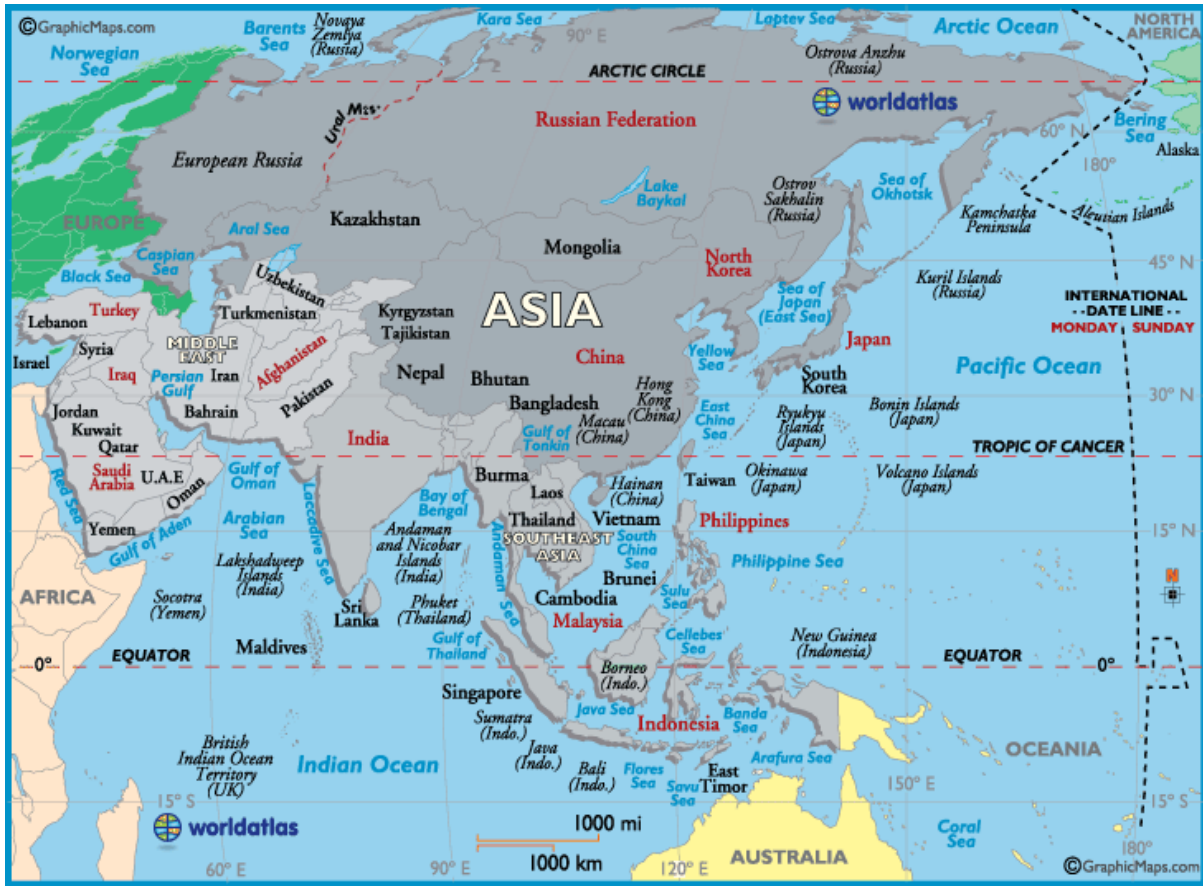 ©GraphicMaps.com
Norwegian
Sea
Barents
Sea
Novaya
Zemlya
(Russia)
Kara Sea
90° E
Laptev Sea
Arctic Ocean
NORTH
AMERICA
Ostrova Anzhu
(Russia)
ARCTIC CIRCLE
worldatlas
Ural Mts.
Russian Federation
Bering
Sea
60° N
180°
Alaska
European Russia
Lake
Baykal
Ostrov
Sakhalin
(Russia)
Sea of
Okhotsk
Kamchatka
Peninsula
Aleutian Islands
EUROPE
Kazakhstan
Aral Sea
Mongolia
North
Korea
Caspian
Sea
Black Sea
45° N
Uzbekistan
Kuril Islands
(Russia)
INTERNATIONAL
-- DATE LINE --
MONDAY
SUNDAY
Turkey
Lebanon
Turkmenistan
Kyrgyzstan
Tajikistan
ASIA
Sea of
Japan
(East Sea)
Japan
MIDDLE
EAST
Syria
Israel
Iraq
Persian
Gulf
Iran
Afghanistan
Nepal
China
Yellow
Sea
South
Korea
Pacific Ocean
Pakistan
Bhutan
Bangladesh
Hong
Kong
(China)
Macau
(China)
30° N
Jordan
Kuwait
Qatar
Bahrain
India
Gulf of
Tonkin
East
China
Sea
Ryukyu
Islands
(Japan)
Bonin Islands
(Japan)
TROPIC OF CANCER
Saudi
Arabia
U.A.E
Oman
Red Sea
Gulf of
Oman
Burma
Laos
Hainan
(China)
Taiwan
Okinawa
(Japan)
Volcano Islands
(Japan)
Yemen
Gulf of Aden
Arabian
Sea
Laccadive Sea
Bay of
Bengal
Thailand
SOUTHEAST
ASIA
Vietnam
Philippines
15° N
Lakshadweep
Islands
(India)
Andaman
and Nicobar
Islands
(India)
Andaman Sea
South
China
Sea
Philippine Sea
N
AFRICA
Socotra
(Yemen)
Sri
Lanka
Phuket
(Thailand)
Cambodia
Brunei
Sulu
Sea
Malaysia
Maldives
Gulf of
Thailand
Cellebes
Sea
New Guinea
(Indonesia)
0°
EQUATOR
EQUATOR
0°
Borneo
(Indo.)
Singapore
Sumatra
(Indo.)
Java Sea
Indonesia
Banda
Sea
British
Indian Ocean
Territory
(UK)
Indian Ocean
Java
(Indo.)
Bali
(Indo.)
Flores
Sea
Savu
Sea
East
Timor
Arafura Sea
OCEANIA
15° S
150° E
15° S
worldatlas
1000 mi
1000 km
Coral
Sea
60° E
90° E
120° E
AUSTRALIA
180°
©GraphicMaps.com